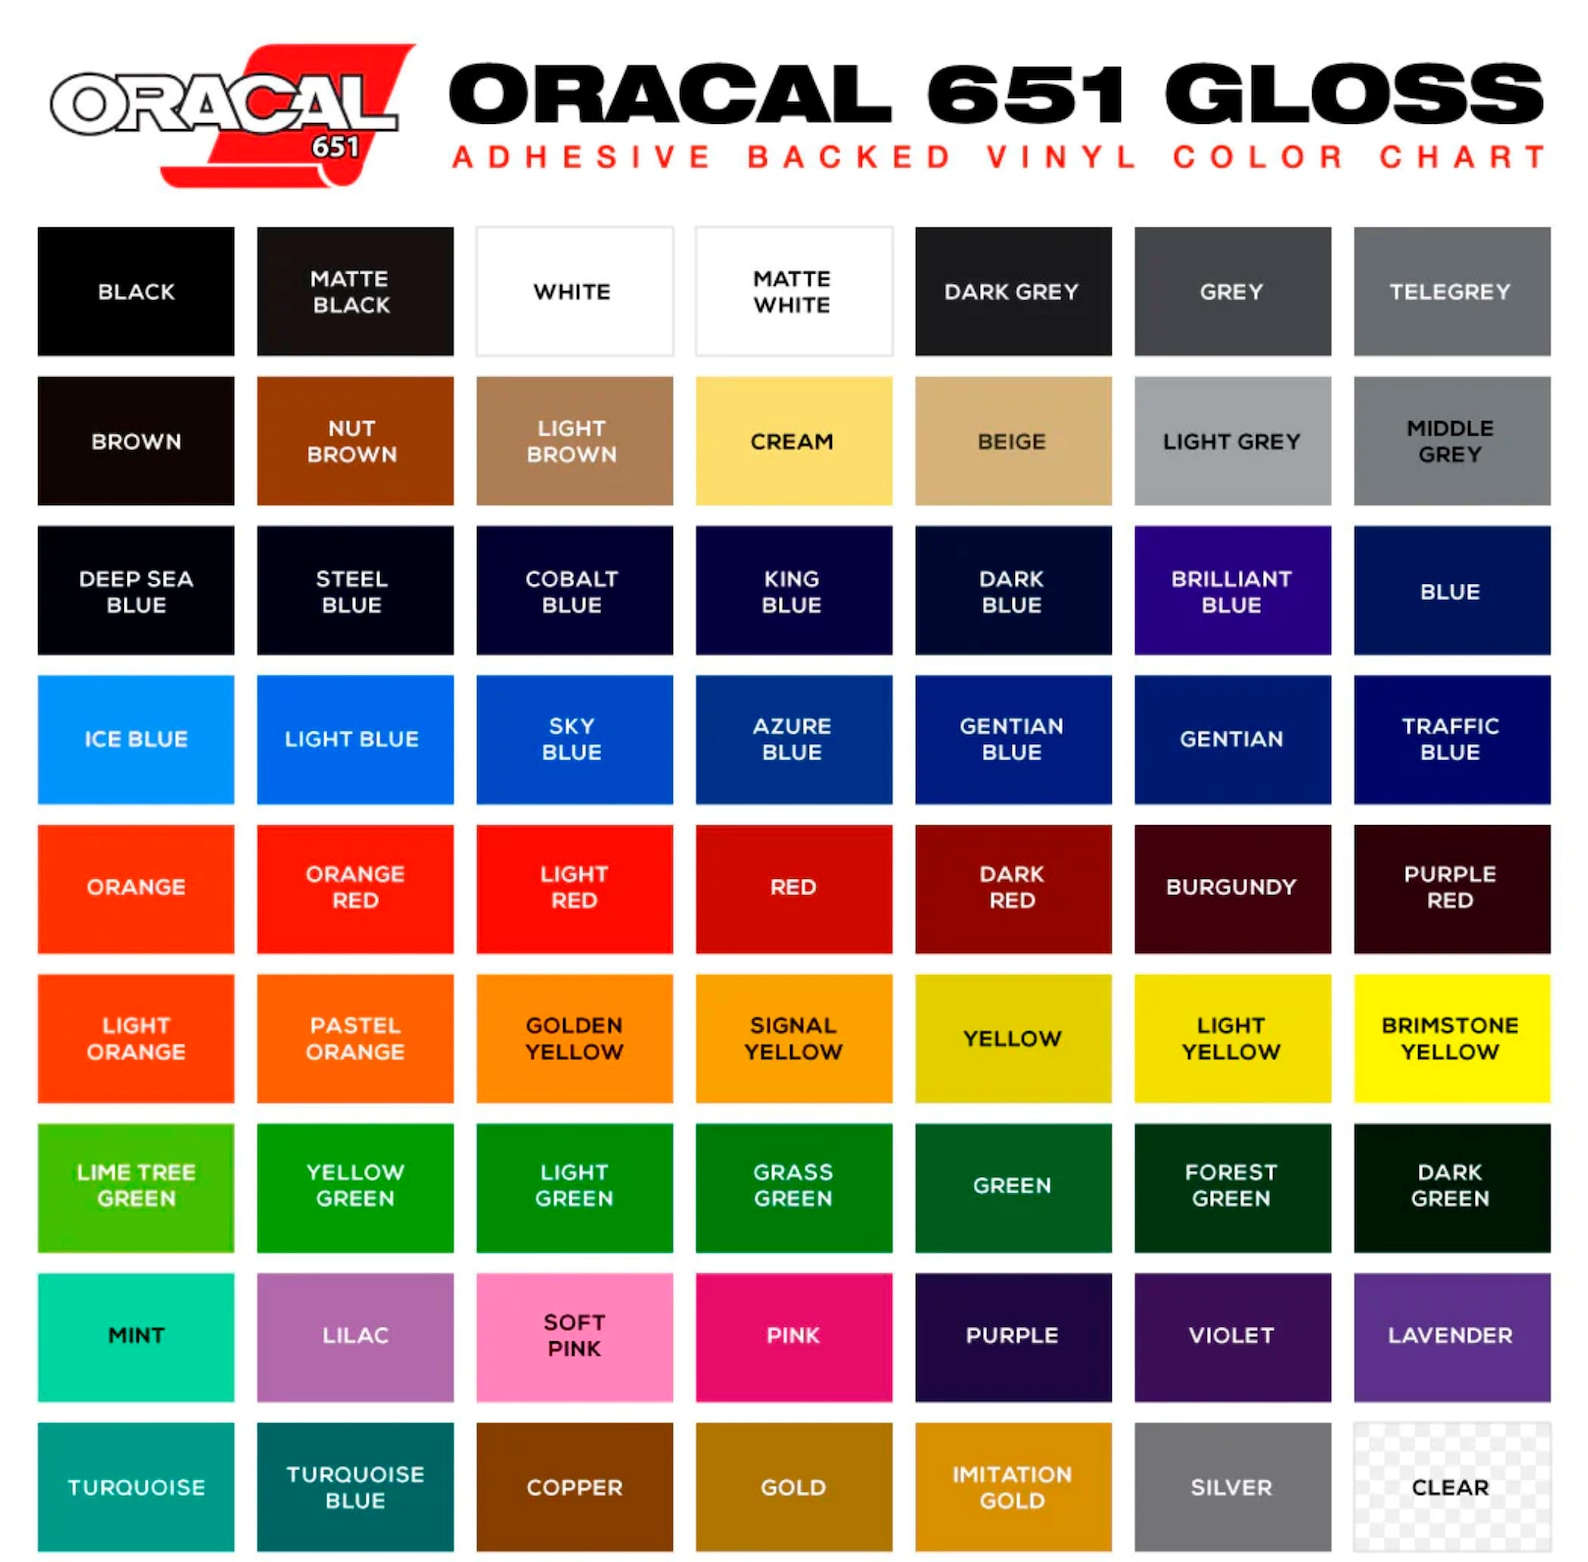 ORACAL
651
ORACAL 651 GLOSS
ADHESIVE BACKED VINYL COLOR CHART
BLACK
MATTE
BLACK
WHITE
MATTE
WHITE
DARK GREY
GREY
TELEGREY
BROWN
NUT
BROWN
LIGHT
BROWN
CREAM
BEIGE
LIGHT GREY
MIDDLE
GREY
DEEP SEA
BLUE
STEEL
BLUE
COBALT
BLUE
KING
BLUE
DARK
BLUE
BRILLIANT
BLUE
BLUE
ICE BLUE
LIGHT BLUE
SKY
BLUE
AZURE
BLUE
GENTIAN
BLUE
GENTIAN
TRAFFIC
BLUE
ORANGE
ORANGE
RED
LIGHT
RED
RED
DARK
RED
BURGUNDY
PURPLE
RED
LIGHT
ORANGE
PASTEL
ORANGE
GOLDEN
YELLOW
SIGNAL
YELLOW
YELLOW
LIGHT
YELLOW
BRIMSTONE
YELLOW
LIME TREE
GREEN
YELLOW
GREEN
LIGHT
GREEN
GRASS
GREEN
GREEN
FOREST
GREEN
DARK
GREEN
MINT
LILAC
SOFT
PINK
PINK
PURPLE
VIOLET
LAVENDER
TURQUOISE
TURQUOISE
BLUE
COPPER
GOLD
IMITATION
GOLD
SILVER
CLEAR